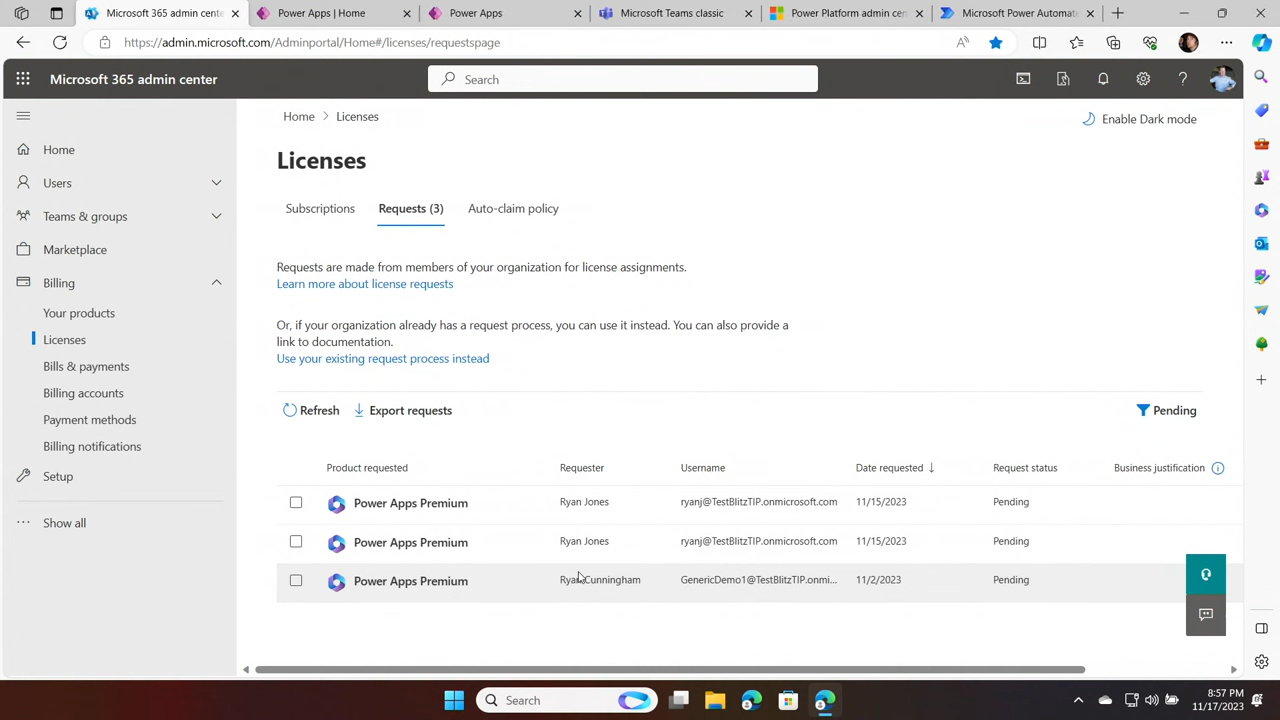 Microsoft 365 admin cente
Power Apps | Home
Power Apps
Microsoft Teams classic
Power Platform admin cen
Microsoft Power Automate
https://admin.microsoft.com/Adminportal/Home#/licenses/requestspage
Microsoft 365 admin center
Search
Home
Users
Teams & groups
Marketplace
Billing
Your products
Licenses
Bills & payments
Billing accounts
Payment methods
Billing notifications
Setup
Show all
Home > Licenses
Enable Dark mode
Licenses
Subscriptions
Requests (3)
Auto-claim policy
Requests are made from members of your organization for license assignments.
Learn more about license requests
Or, if your organization already has a request process, you can use it instead. You can also provide a
link to documentation.
Use your existing request process instead
Refresh
Export requests
Pending
Product requested Requester Username Date requested ↓ Request status Business justification
Power Apps Premium Ryan Jones ryanj@TestBlitzTIP.onmicrosoft.com 11/15/2023 Pending
Power Apps Premium Ryan Jones ryanj@TestBlitzTIP.onmicrosoft.com 11/15/2023 Pending
Power Apps Premium Ryan Cunningham GenericDemo1@TestBlitzTIP.onmi... 11/2/2023 Pending
Search
8:57 PM
11/17/2023